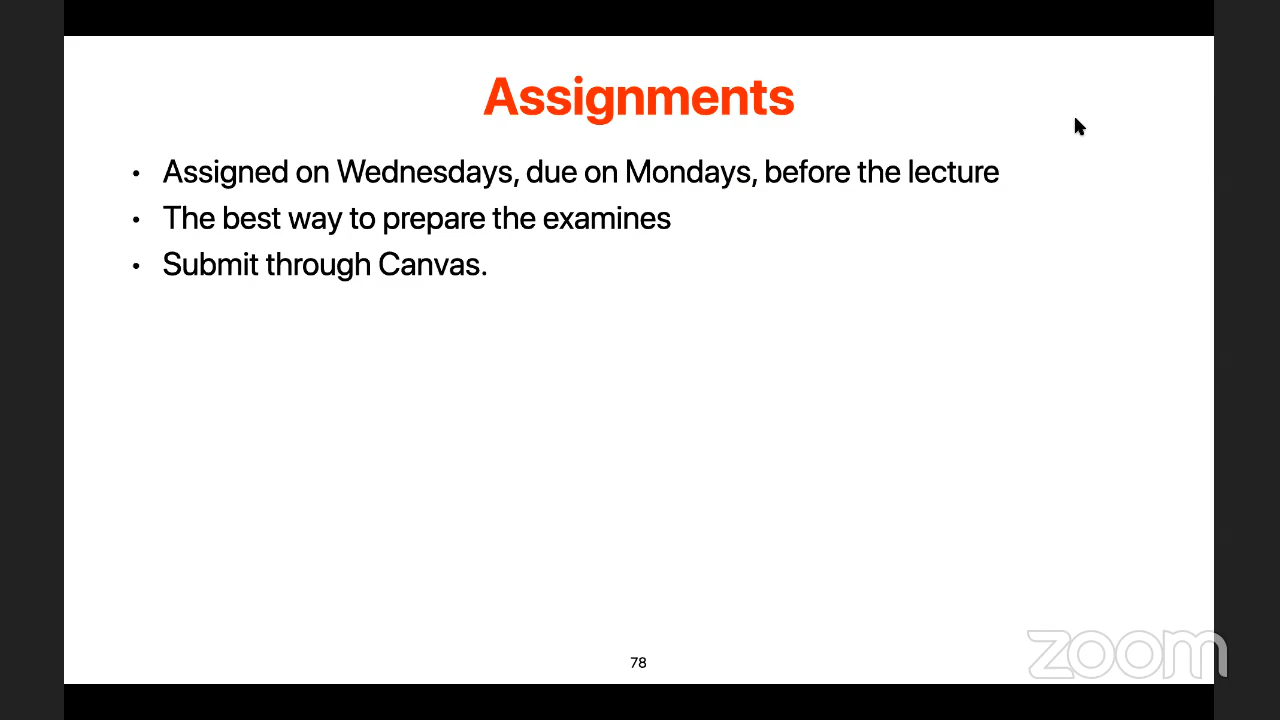 Assignments
• Assigned on Wednesdays, due on Mondays, before the lecture
• The best way to prepare the examines
• Submit through Canvas.
78
zoom